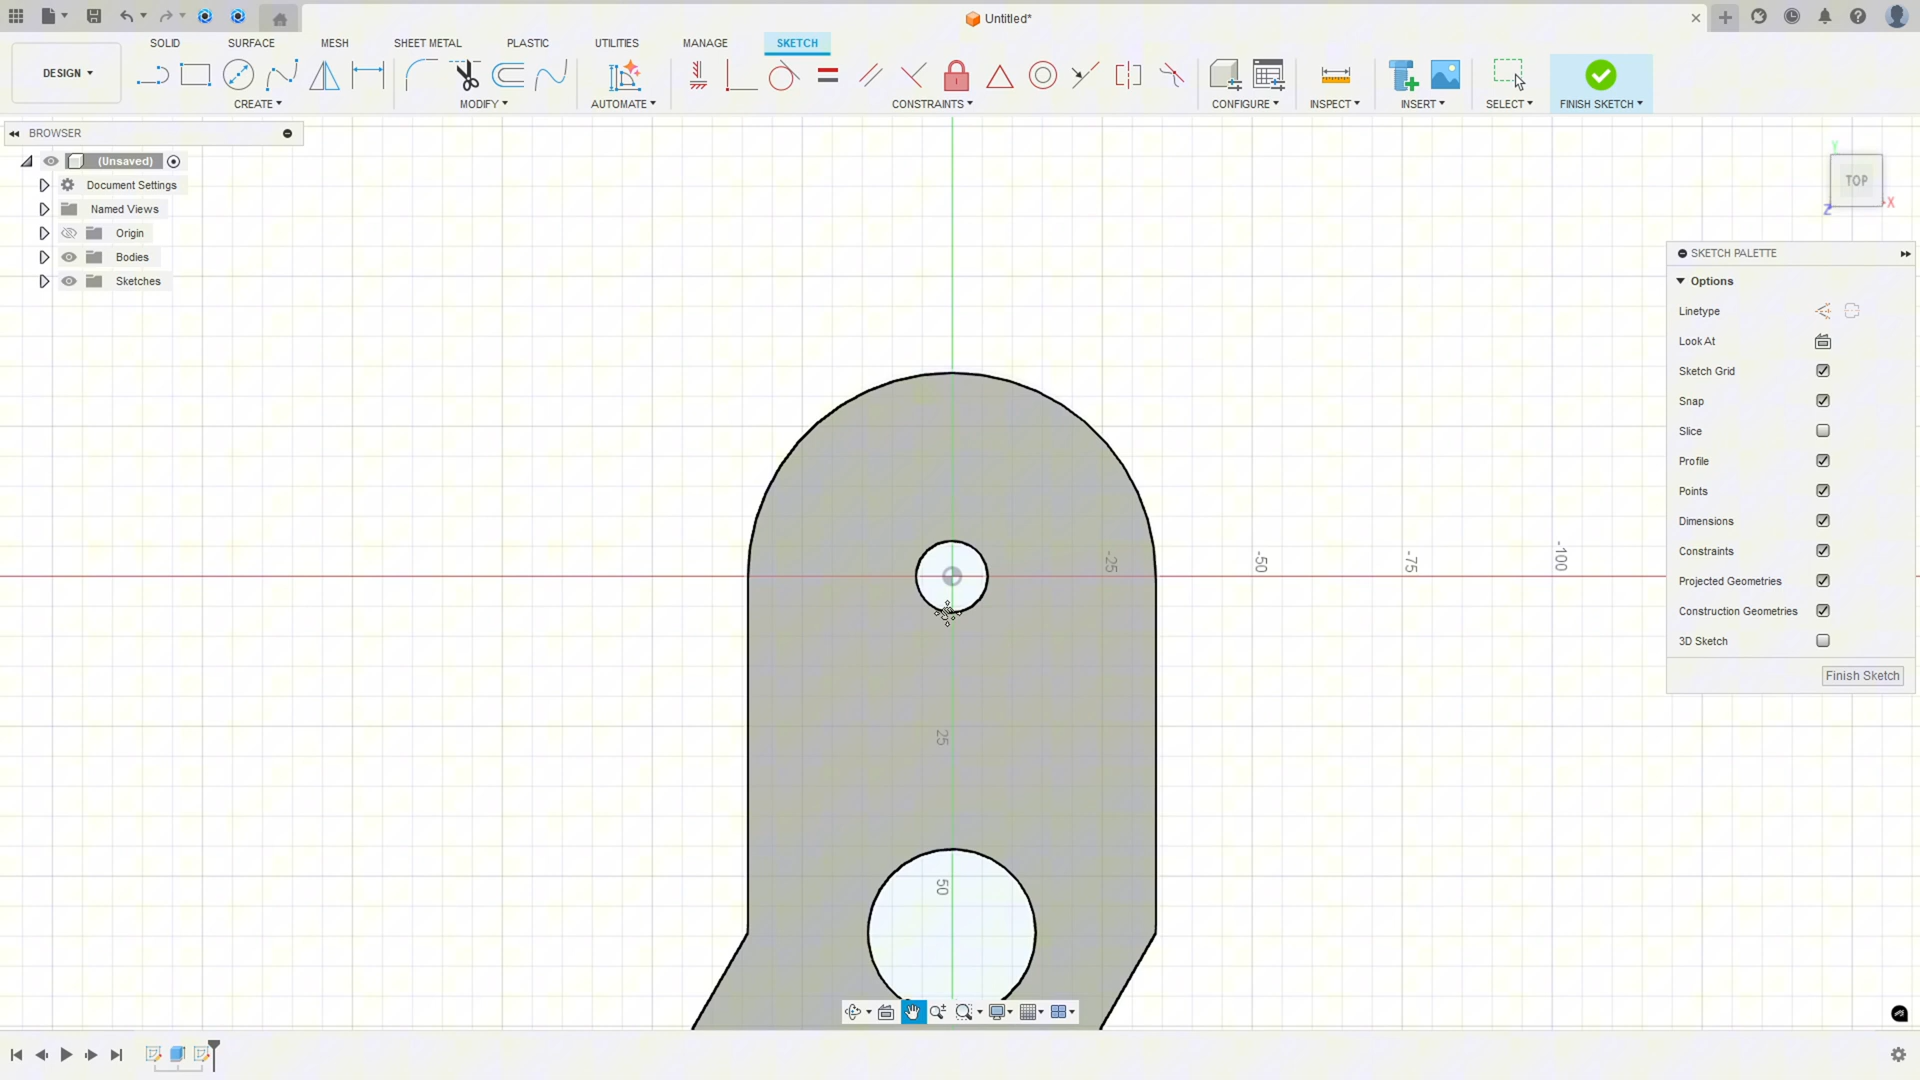 Untitled*
SOLID SURFACE MESH SHEET METAL PLASTIC UTILITIES MANAGE SKETCH
DESIGN
CREATE MODIFY AUTOMATE CONSTRAINTS CONFIGURE INSPECT INSERT SELECT FINISH SKETCH
BROWSER
(Unsaved)
Document Settings
Named Views
Origin
Bodies
Sketches
Y
TOP
X
Z
SKETCH PALETTE
Options
Linetype
Look At
Sketch Grid
Snap
Slice
Profile
Points
Dimensions
Constraints
Projected Geometries
Construction Geometries
3D Sketch
Finish Sketch
-25
-50
-75
-100
25
50